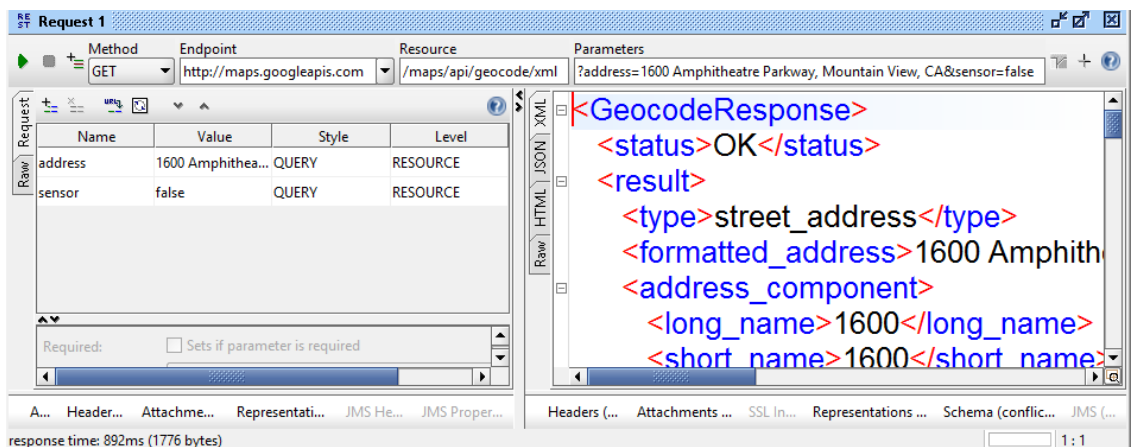 RE ST Request 1
Method Endpoint Resource Parameters
GET http://maps.googleapis.com /maps/api/geocode/xml ?address=1600 Amphitheatre Parkway, Mountain View, CA&sensor=false
Request
Raw
Name Value Style Level
address 1600 Amphithea... QUERY RESOURCE
sensor false QUERY RESOURCE
Required: Sets if parameter is required
A... Header... Attachme... Representati... JMS He... JMS Proper...
XML
JSON
HTML
Raw
<GeocodeResponse>
<status>OK</status>
<result>
<type>street_address</type>
<formatted_address>1600 Amphith
<address_component>
<long_name>1600</long_name>
<short_name>1600</short_name>
Headers (... Attachments ... SSL In... Representations ... Schema (conflic... JMS (...
response time: 892ms (1776 bytes) 1 : 1